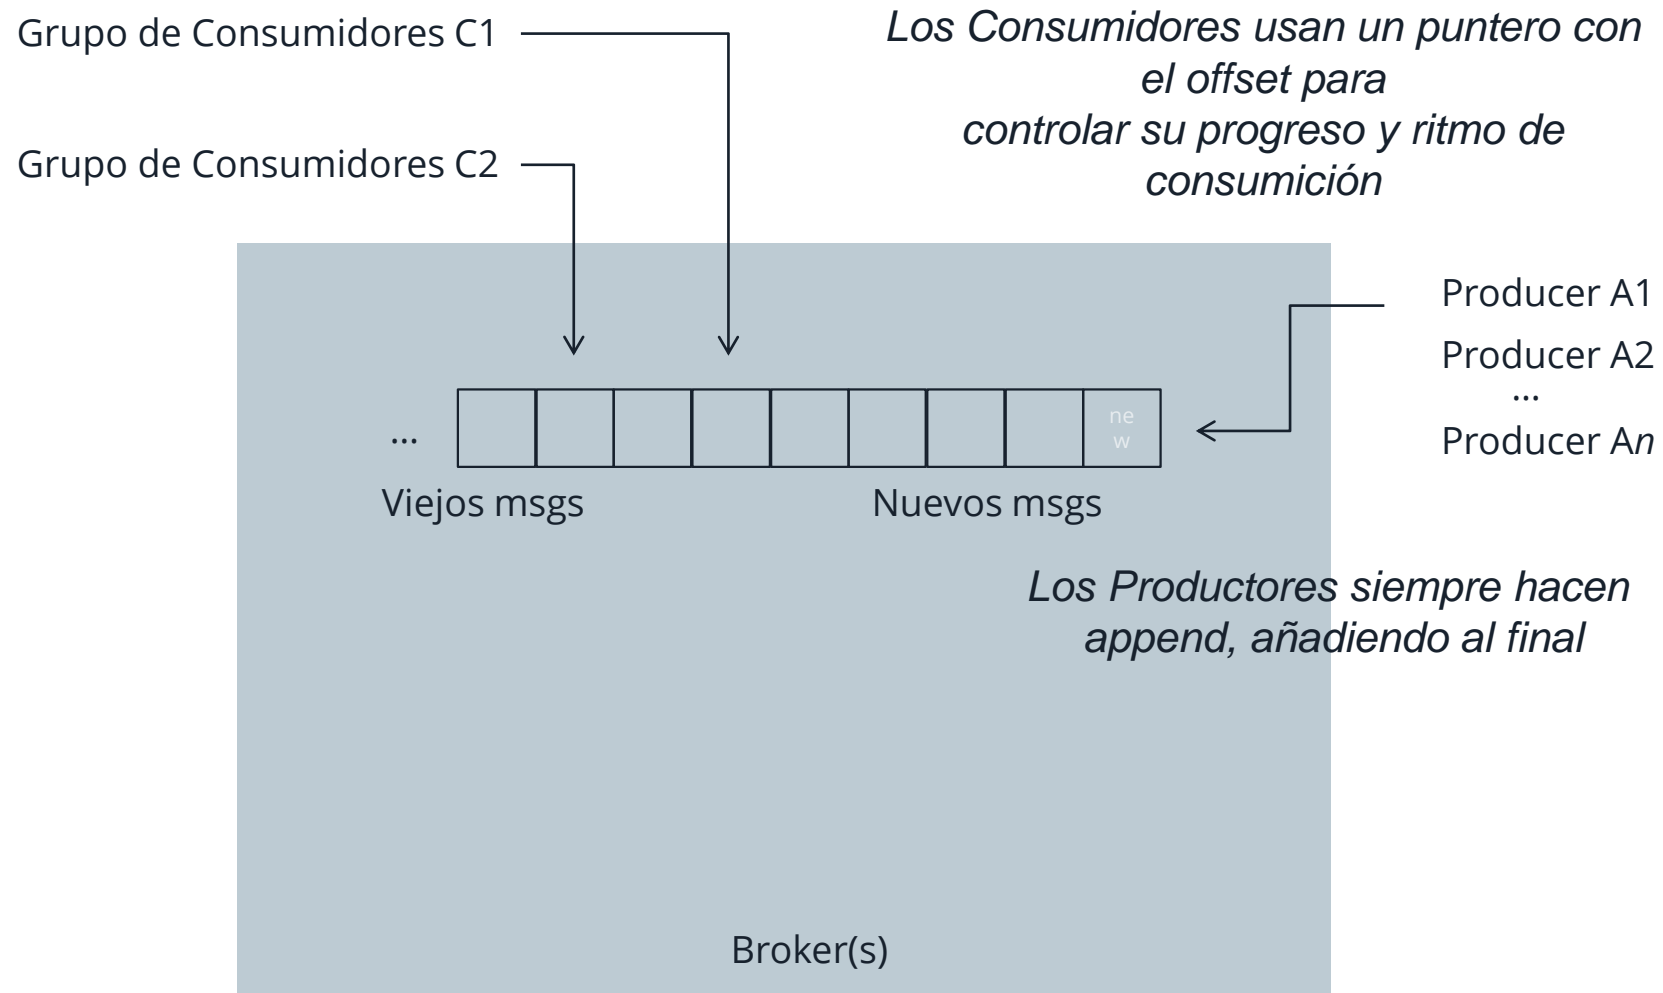 Grupo de Consumidores C1
Los Consumidores usan un puntero con
el offset para
controlar su progreso y ritmo de
consumición
Grupo de Consumidores C2
Producer A1
Producer A2
...
Producer An
...
ne
w
Viejos msgs
Nuevos msgs
Los Productores siempre hacen
append, añadiendo al final
Broker(s)